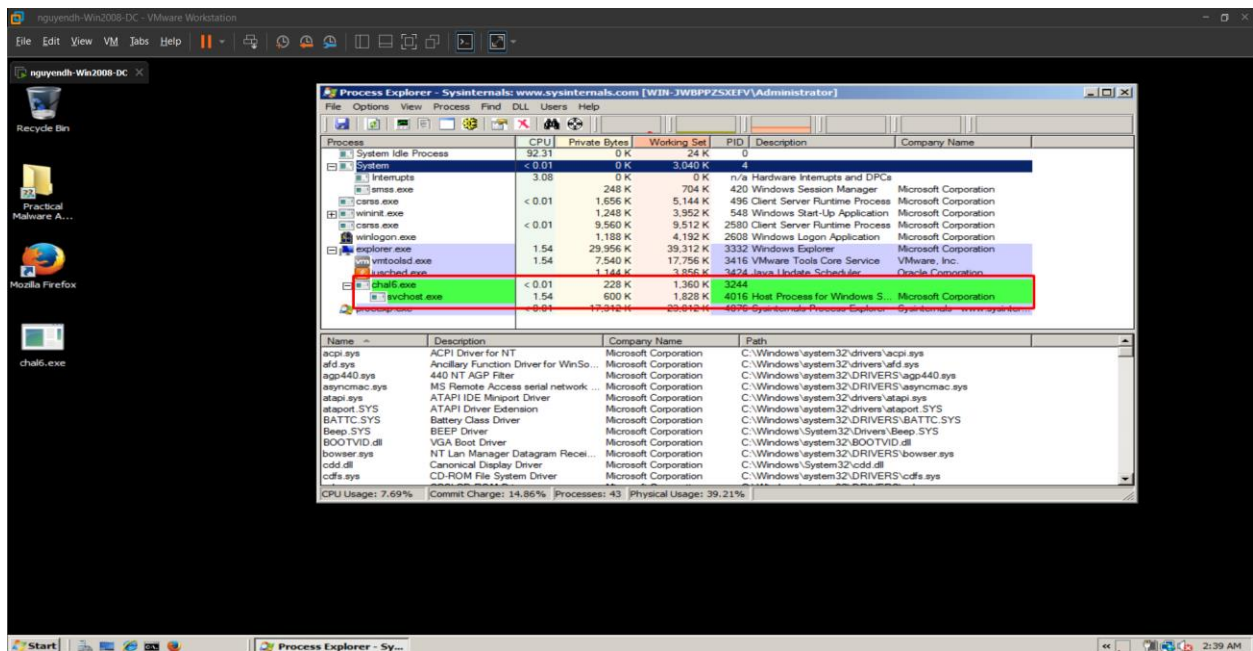 nguyendh-Win2008-DC - VMware Workstation
File Edit View VM Tabs Help
nguyendh-Win2008-DC
Recycle Bin
Practical
Malware A...
Mozilla Firefox
chal6.exe
Process Explorer - Sysinternals: www.sysinternals.com [WIN-JWBPPZSXEFV\Administrator]
File Options View Process Find DLL Users Help
Process CPU Private Bytes Working Set PID Description Company Name
System Idle Process 92.31 0 K 24 K 0
System < 0.01 0 K 3,040 K 4
Interrupts 3.08 0 K 0 K n/a Hardware Interrupts and DPCs
smss.exe 248 K 704 K 420 Windows Session Manager Microsoft Corporation
csrss.exe < 0.01 1,656 K 5,144 K 496 Client Server Runtime Process Microsoft Corporation
wininit.exe 1,248 K 3,952 K 548 Windows Start-Up Application Microsoft Corporation
csrss.exe < 0.01 9,560 K 9,512 K 2580 Client Server Runtime Process Microsoft Corporation
winlogon.exe 1,188 K 4,192 K 2608 Windows Logon Application Microsoft Corporation
explorer.exe 1.54 29,956 K 39,312 K 3332 Windows Explorer Microsoft Corporation
vmtoolsd.exe 1.54 7,540 K 17,756 K 3416 VMware Tools Core Service VMware, Inc.
jusched.exe 1,144 K 3,856 K 3424 Java Update Scheduler Oracle Corporation
chal6.exe < 0.01 228 K 1,360 K 3244
svchost.exe 1.54 600 K 1,828 K 4016 Host Process for Windows S... Microsoft Corporation
procexp.exe < 0.01 Sysinternals Process Explorer Sysinternals - www.sysinter...
Name Description Company Name Path
acpi.sys ACPI Driver for NT Microsoft Corporation C:\Windows\system32\drivers\acpi.sys
afd.sys Ancillary Function Driver for WinSo... Microsoft Corporation C:\Windows\system32\drivers\afd.sys
agp440.sys 440 NT AGP Filter Microsoft Corporation C:\Windows\system32\DRIVERS\agp440.sys
asyncmac.sys MS Remote Access serial network ... Microsoft Corporation C:\Windows\system32\DRIVERS\asyncmac.sys
atapi.sys ATAPI IDE Miniport Driver Microsoft Corporation C:\Windows\system32\drivers\atapi.sys
ataport.SYS ATAPI Driver Extension Microsoft Corporation C:\Windows\system32\drivers\ataport.SYS
BATTC.SYS Battery Class Driver Microsoft Corporation C:\Windows\system32\DRIVERS\BATTC.SYS
Beep.SYS BEEP Driver Microsoft Corporation C:\Windows\System32\Drivers\Beep.SYS
BOOTVID.dll VGA Boot Driver Microsoft Corporation C:\Windows\system32\BOOTVID.dll
bowser.sys NT Lan Manager Datagram Recei... Microsoft Corporation C:\Windows\system32\DRIVERS\bowser.sys
cdd.dll Canonical Display Driver Microsoft Corporation C:\Windows\System32\cdd.dll
cdfs.sys CD-ROM File System Driver Microsoft Corporation C:\Windows\system32\DRIVERS\cdfs.sys
CPU Usage: 7.69% Commit Charge: 14.86% Processes: 43 Physical Usage: 39.21%
Start Process Explorer - Sy... 2:39 AM